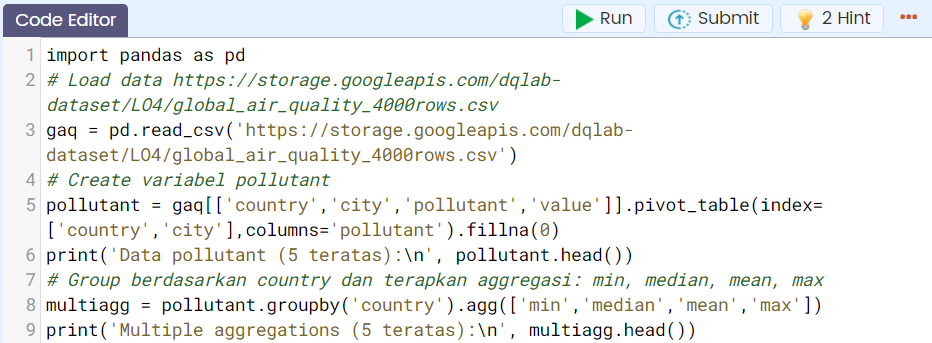 Code Editor
Run
Submit
2 Hint
1 import pandas as pd
2 # Load data https://storage.googleapis.com/dqlab-
dataset/LO4/global_air_quality_4000rows.csv
3 gaq = pd.read_csv('https://storage.googleapis.com/dqlab-
dataset/LO4/global_air_quality_4000rows.csv')
4 # Create variabel pollutant
5 pollutant = gaq[['country','city','pollutant','value']].pivot_table(index=
['country','city'],columns='pollutant').fillna(0)
6 print('Data pollutant (5 teratas):\n', pollutant.head())
7 # Group berdasarkan country dan terapkan aggregasi: min, median, mean, max
8 multiagg = pollutant.groupby('country').agg(['min','median','mean','max'])
9 print('Multiple aggregations (5 teratas):\n', multiagg.head())